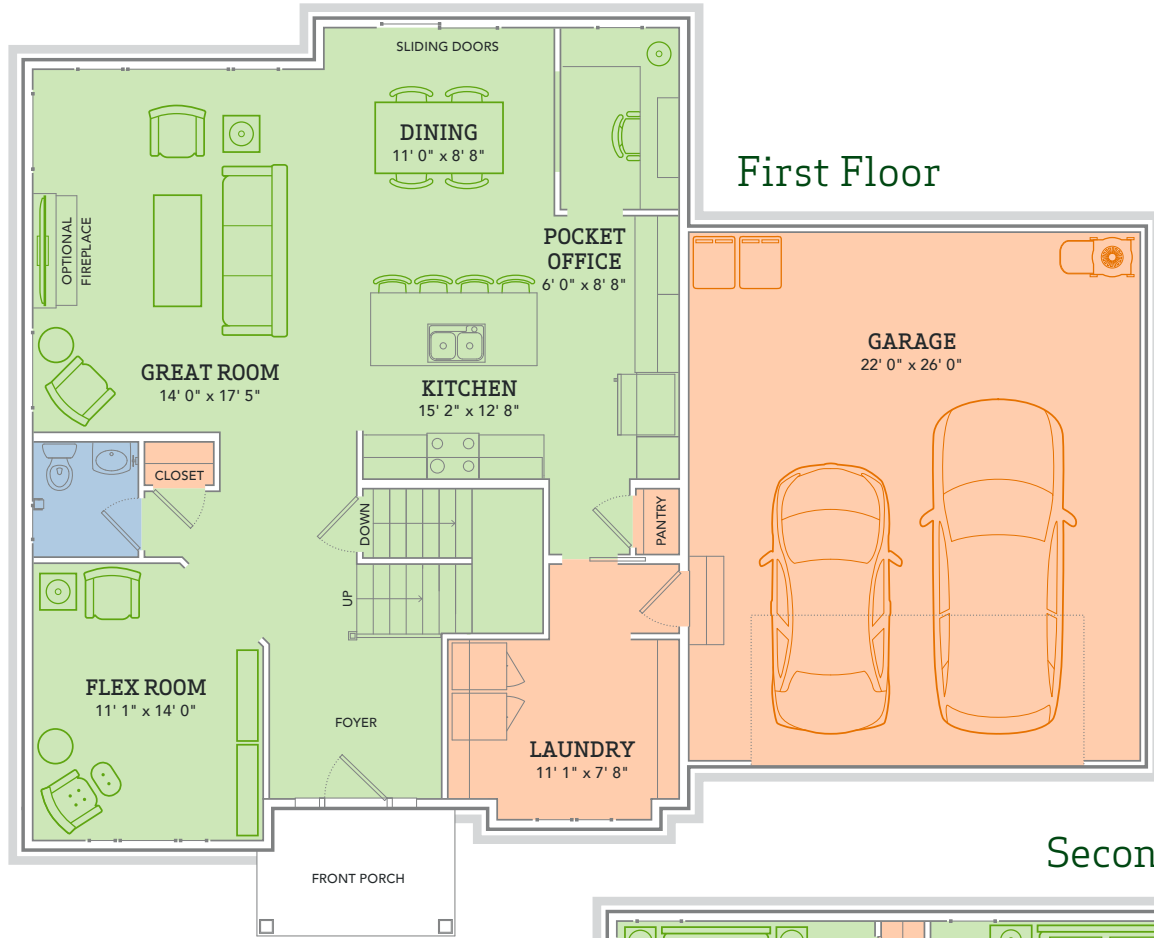 SLIDING DOORS
DINING
11' 0" x 8' 8"
First Floor
OPTIONAL
FIREPLACE
POCKET
OFFICE
6' 0" x 8' 8"
GREAT ROOM
14' 0" x 17' 5"
KITCHEN
15' 2" x 12' 8"
GARAGE
22' 0" x 26' 0"
CLOSET
DOWN
PANTRY
UP
FLEX ROOM
11' 1" x 14' 0"
FOYER
LAUNDRY
11' 1" x 7' 8"
FRONT PORCH
Secon